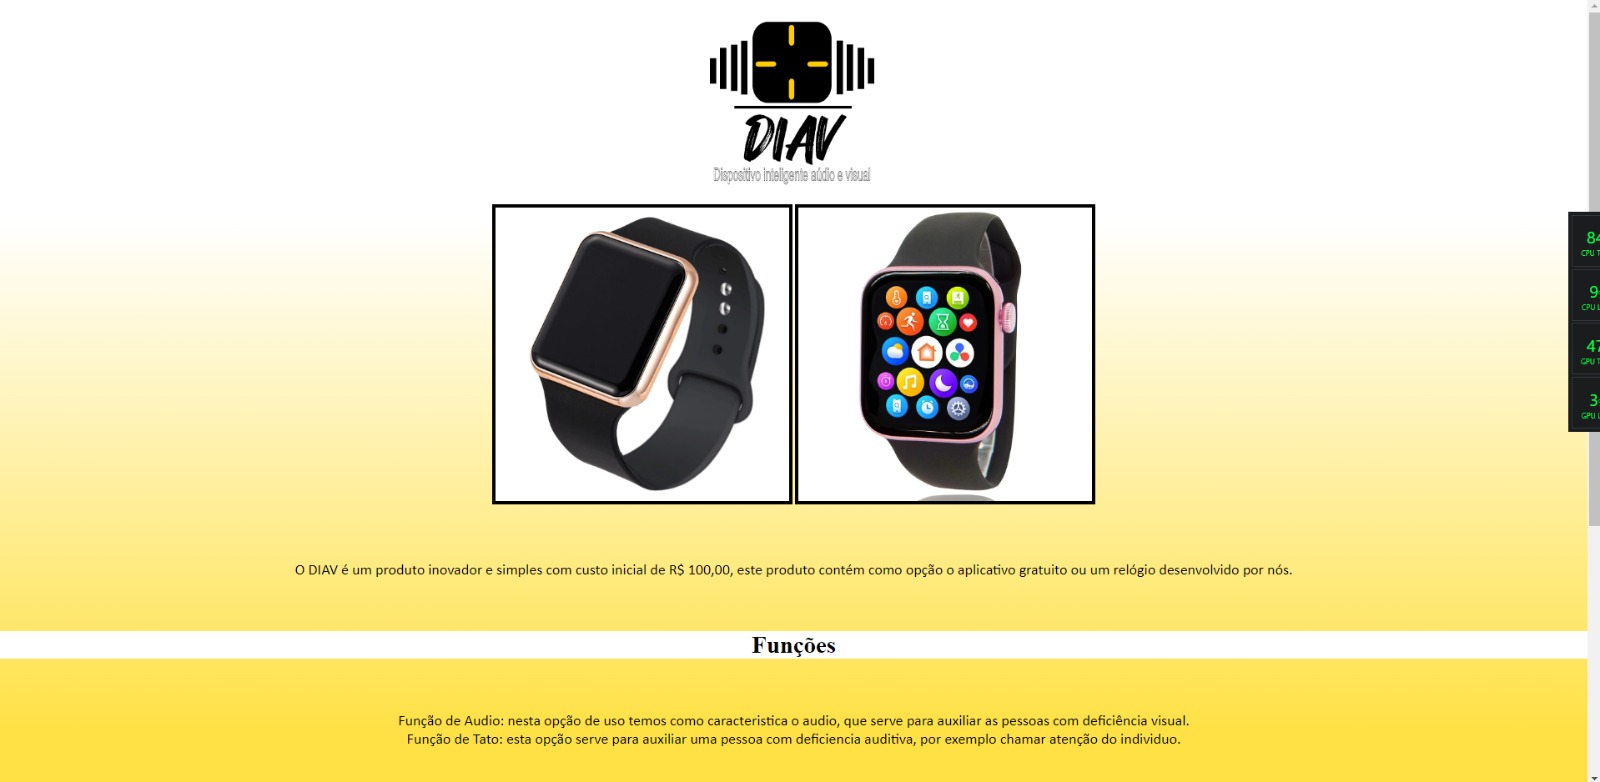 DIAV
Dispositivo inteligente aúdio e visual
O DIAV é um produto inovador e simples com custo inicial de R$ 100,00, este produto contém como opção o aplicativo gratuito ou um relógio desenvolvido por nós.
Funções
Função de Audio: nesta opção de uso temos como caracteristica o audio, que serve para auxiliar as pessoas com deficiência visual.
Função de Tato: esta opção serve para auxiliar uma pessoa com deficiencia auditiva, por exemplo chamar atenção do individuo.
84
CPU T
9
CPU L
47
GPU T
3
GPU L